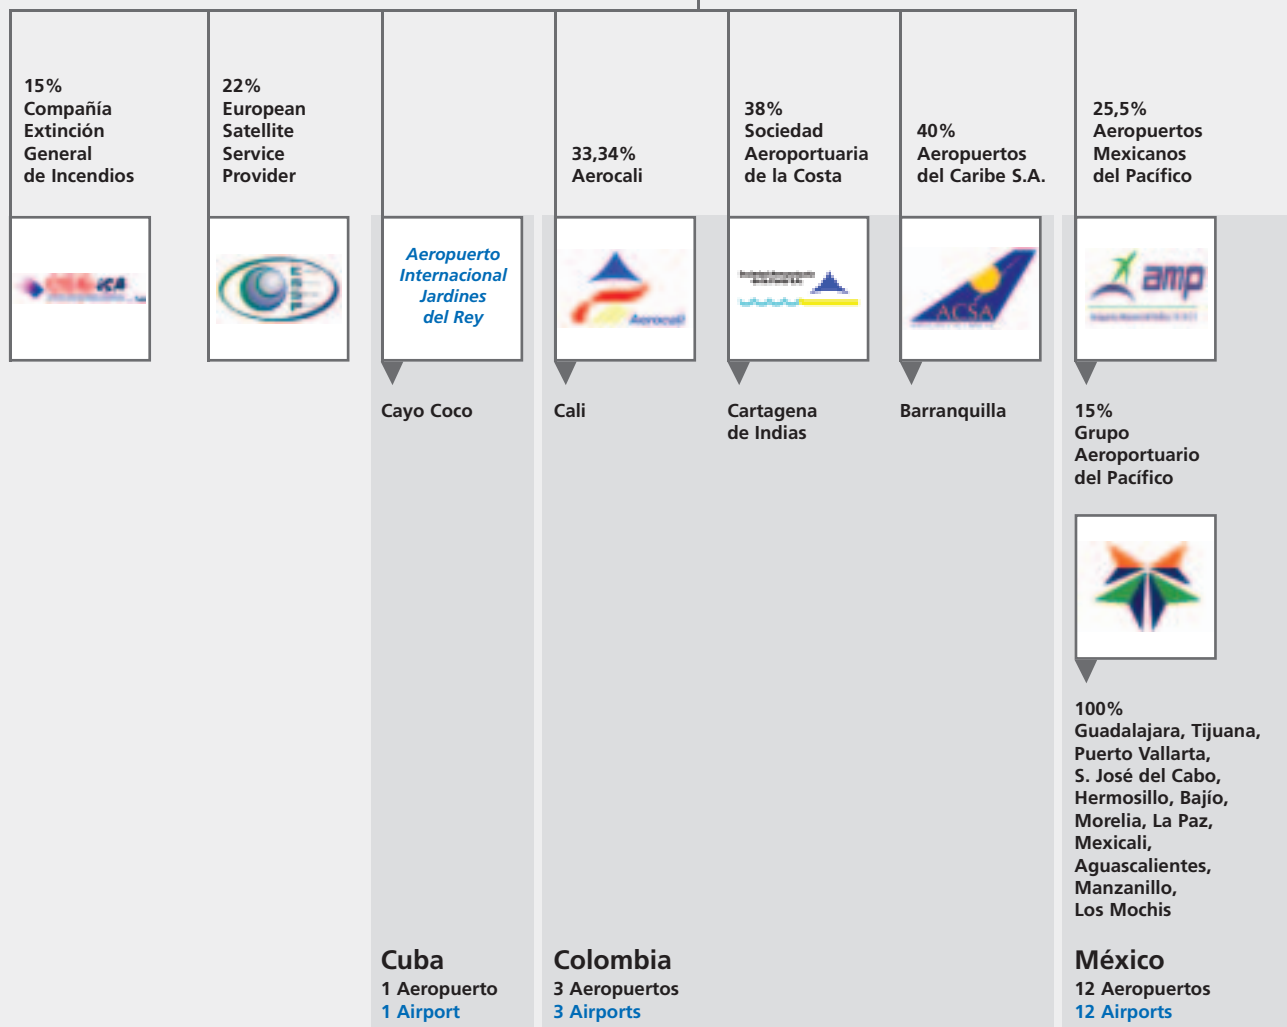 15%
Compañía
Extinción
General
de Incendios
22%
European
Satellite
Service
Provider
33,34%
Aerocali
38%
Sociedad
Aeroportuaria
de la Costa
40%
Aeropuertos
del Caribe S.A.
25,5%
Aeropuertos
Mexicanos
del Pacífico
Aeropuerto
Internacional
Jardines
del Rey
Aerocali
ACSA
amp
Cayo Coco
Cali
Cartagena
de Indias
Barranquilla
15%
Grupo
Aeroportuario
del Pacífico
100%
Guadalajara, Tijuana,
Puerto Vallarta,
S. José del Cabo,
Hermosillo, Bajío,
Morelia, La Paz,
Mexicali,
Aguascalientes,
Manzanillo,
Los Mochis
Cuba
1 Aeropuerto
1 Airport
Colombia
3 Aeropuertos
3 Airports
México
12 Aeropuertos
12 Airports